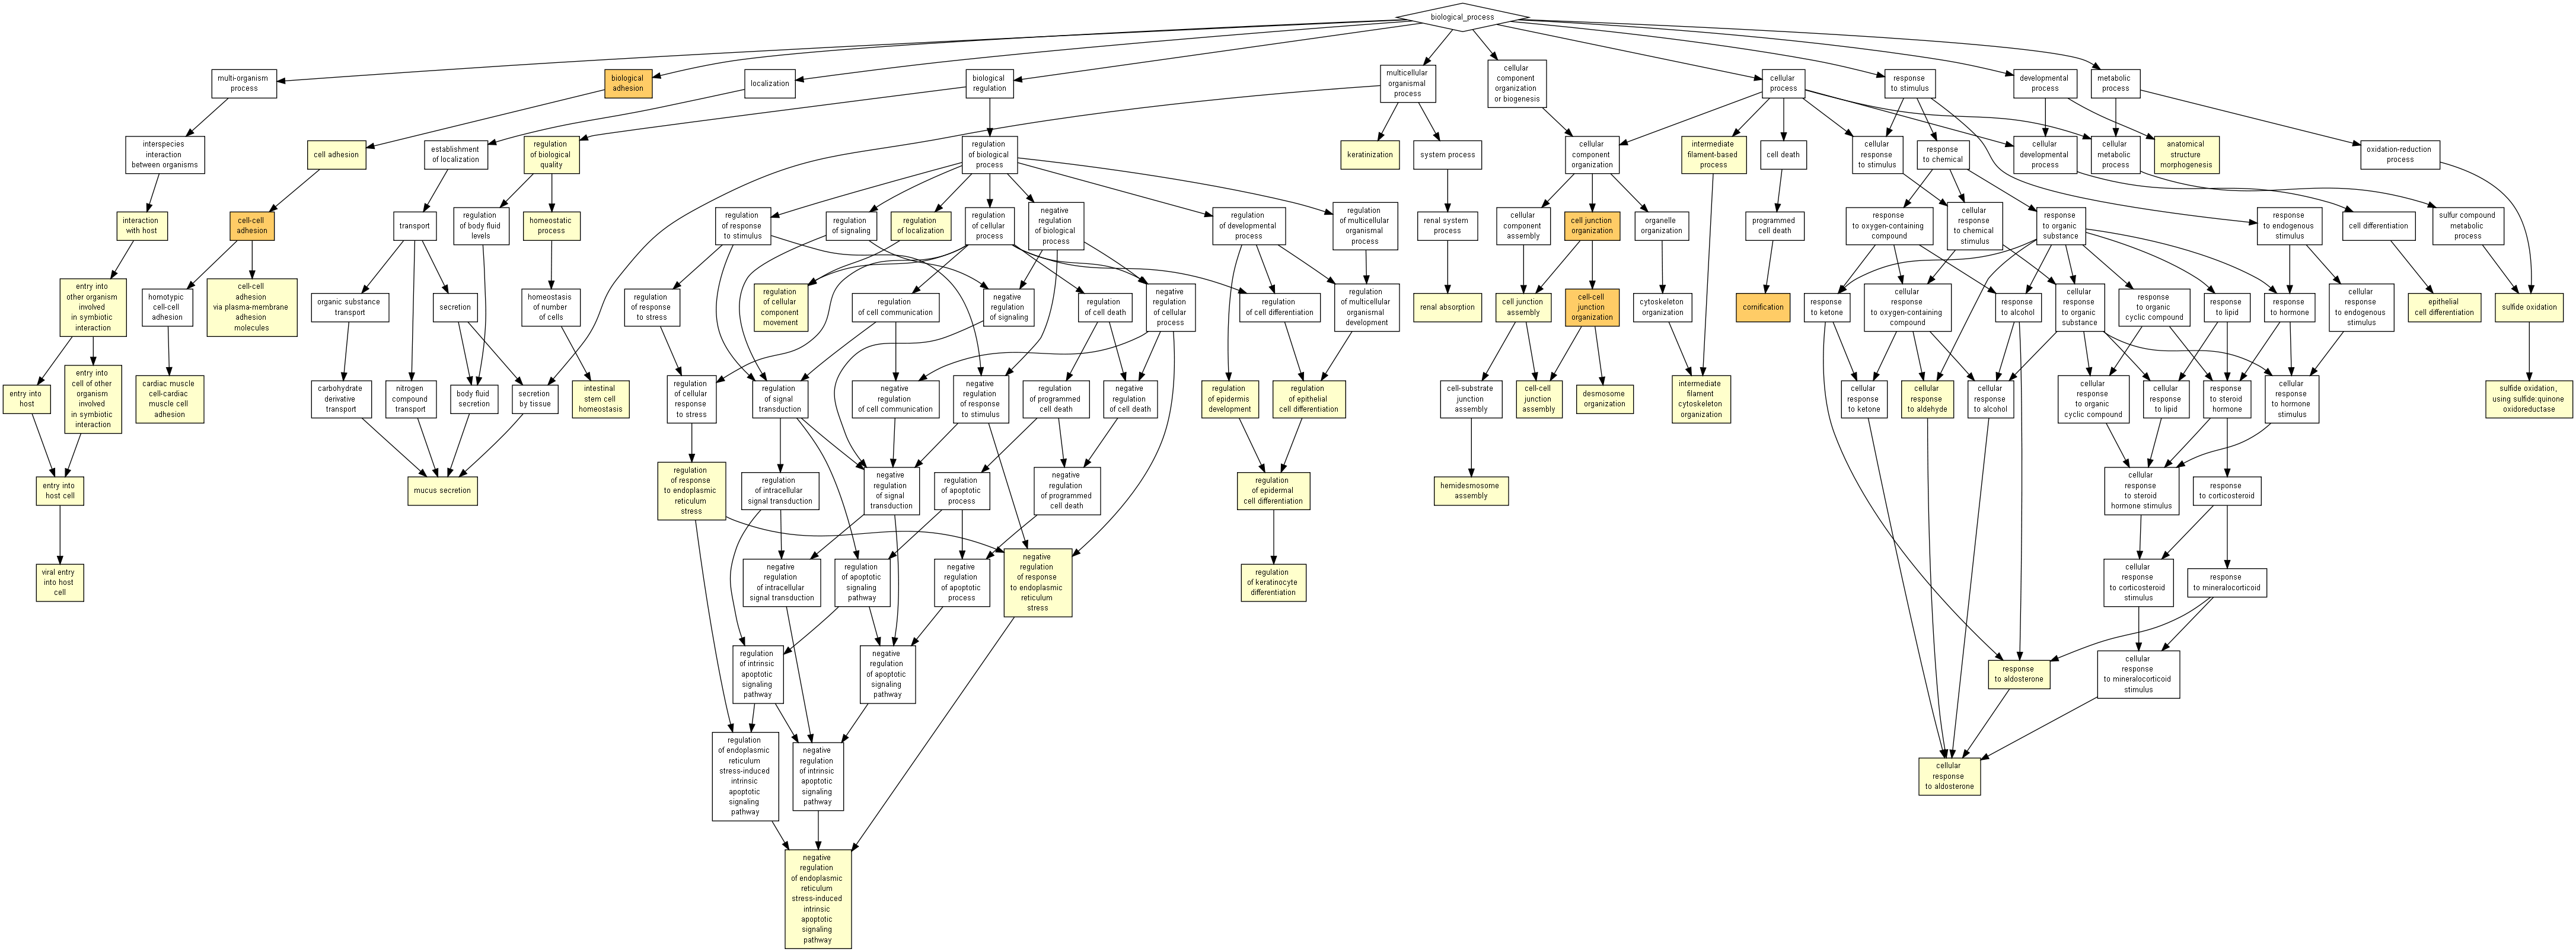 biological_process
multi-organism
process
biological
adhesion
localization
biological
regulation
multicellular
organismal
process
cellular
component
organization
or biogenesis
cellular
process
response
to stimulus
developmental
process
metabolic
process
interspecies
interaction
between organisms
cell adhesion
establishment
of localization
regulation
of biological
quality
regulation
of biological
process
keratinization
system process
cellular
component
organization
intermediate
filament-based
process
cell death
cellular
response
to stimulus
response
to chemical
cellular
developmental
process
cellular
metabolic
process
anatomical
structure
morphogenesis
oxidation-reduction
process
interaction
with host
cell-cell
adhesion
transport
regulation
of body fluid
levels
homeostatic
process
regulation
of response
to stimulus
regulation
of signaling
regulation
of localization
regulation
of cellular
process
negative
regulation
of biological
process
regulation
of developmental
process
regulation
of multicellular
organismal
process
renal system
process
cellular
component
assembly
cell junction
organization
organelle
organization
programmed
cell death
response
to oxygen-containing
compound
cellular
response
to chemical
stimulus
response
to organic
substance
response
to endogenous
stimulus
cell differentiation
sulfur compound
metabolic
process
entry into
other organism
involved
in symbiotic
interaction
homotypic
cell-cell
adhesion
cell-cell
adhesion
via plasma-membrane
adhesion
molecules
organic substance
transport
secretion
homeostasis
of number
of cells
regulation
of response
to stress
regulation
of cellular
component
movement
regulation
of cell communication
negative
regulation
of signaling
regulation
of cell death
negative
regulation
of cellular
process
regulation
of cell differentiation
regulation
of multicellular
organismal
development
renal absorption
cell junction
assembly
cell-cell
junction
organization
cytoskeleton
organization
cornification
response
to ketone
cellular
response
to oxygen-containing
compound
response
to alcohol
cellular
response
to organic
substance
response
to organic
cyclic compound
response
to lipid
response
to hormone
cellular
response
to endogenous
stimulus
epithelial
cell differentiation
sulfide oxidation
entry into
host
entry into
cell of other
organism
involved
in symbiotic
interaction
cardiac muscle
cell-cardiac
muscle cell
adhesion
carbohydrate
derivative
transport
nitrogen
compound
transport
body fluid
secretion
secretion
by tissue
intestinal
stem cell
homeostasis
regulation
of cellular
response
to stress
regulation
of signal
transduction
negative
regulation
of cell communication
negative
regulation
of response
to stimulus
regulation
of programmed
cell death
negative
regulation
of cell death
regulation
of epidermis
development
regulation
of epithelial
cell differentiation
cell-substrate
junction
assembly
cell-cell
junction
assembly
desmosome
organization
intermediate
filament
cytoskeleton
organization
cellular
response
to ketone
cellular
response
to aldehyde
cellular
response
to alcohol
cellular
response
to organic
cyclic compound
cellular
response
to lipid
response
to steroid
hormone
cellular
response
to hormone
stimulus
sulfide oxidation,
using sulfide:quinone
oxidoreductase
entry into
host cell
mucus secretion
regulation
of response
to endoplasmic
reticulum
stress
regulation
of intracellular
signal transduction
negative
regulation
of signal
transduction
regulation
of apoptotic
process
negative
regulation
of programmed
cell death
regulation
of epidermal
cell differentiation
hemidesmosome
assembly
cellular
response
to steroid
hormone stimulus
response
to corticosteroid
viral entry
into host
cell
negative
regulation
of intracellular
signal transduction
regulation
of apoptotic
signaling
pathway
negative
regulation
of apoptotic
process
negative
regulation
of response
to endoplasmic
reticulum
stress
regulation
of keratinocyte
differentiation
cellular
response
to corticosteroid
stimulus
response
to mineralocorticoid
regulation
of intrinsic
apoptotic
signaling
pathway
negative
regulation
of apoptotic
signaling
pathway
response
to aldosterone
cellular
response
to mineralocorticoid
stimulus
regulation
of endoplasmic
reticulum
stress-induced
intrinsic
apoptotic
signaling
pathway
negative
regulation
of intrinsic
apoptotic
signaling
pathway
cellular
response
to aldosterone
negative
regulation
of endoplasmic
reticulum
stress-induced
intrinsic
apoptotic
signaling
pathway